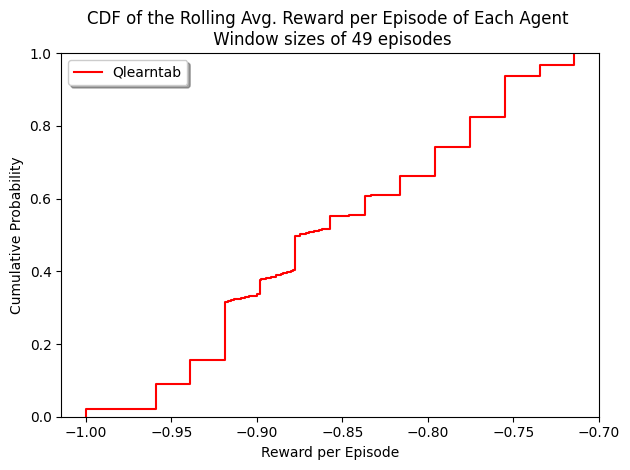 CDF of the Rolling Avg. Reward per Episode of Each Agent
Window sizes of 49 episodes
Qlearntab
Cumulative Probability
1.0
0.8
0.6
0.4
0.2
0.0
−1.00 −0.95 −0.90 −0.85 −0.80 −0.75 −0.70
Reward per Episode